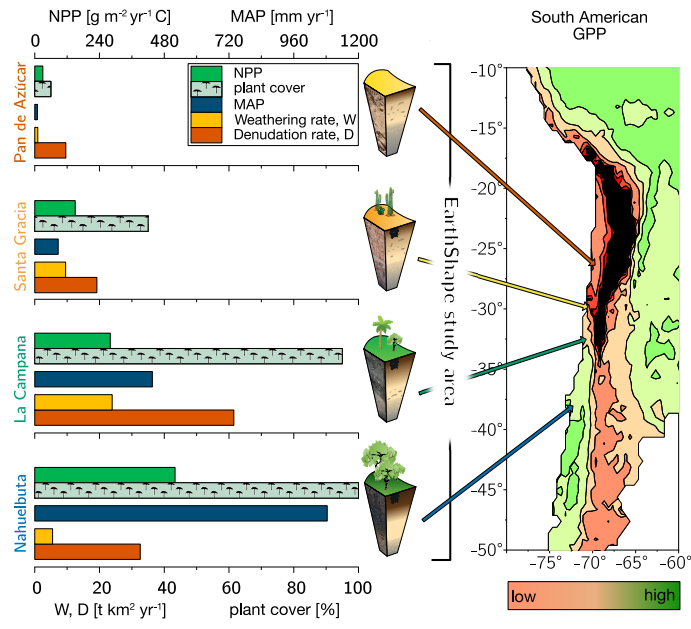 NPP [g m⁻² yr⁻¹ C]
MAP [mm yr⁻¹]
South American
GPP
0 240 480 720 960 1200
NPP
plant cover
MAP
Weathering rate, W
Denudation rate, D
Pan de Azúcar
Santa Gracia
La Campana
Nahuelbuta
EarthShape study area
0 20 40 60 80 100
W, D [t km² yr⁻¹]
plant cover [%]
−10°
−15°
−20°
−25°
−30°
−35°
−40°
−45°
−50°
−75° −70° −65° −60°
low
high